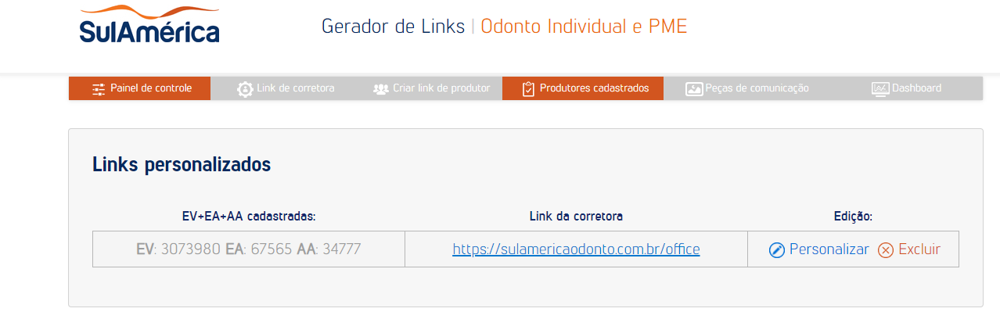 SulAmérica
Gerador de Links | Odonto Individual e PME
Painel de controle
Link de corretora
Criar link de produtor
Produtores cadastrados
Peças de comunicação
Dashboard
Links personalizados
EV+EA+AA cadastradas:
Link da corretora
Edição:
EV: 3073980 EA: 67565 AA: 34777
https://sulamericaodonto.com.br/office
Personalizar
Excluir